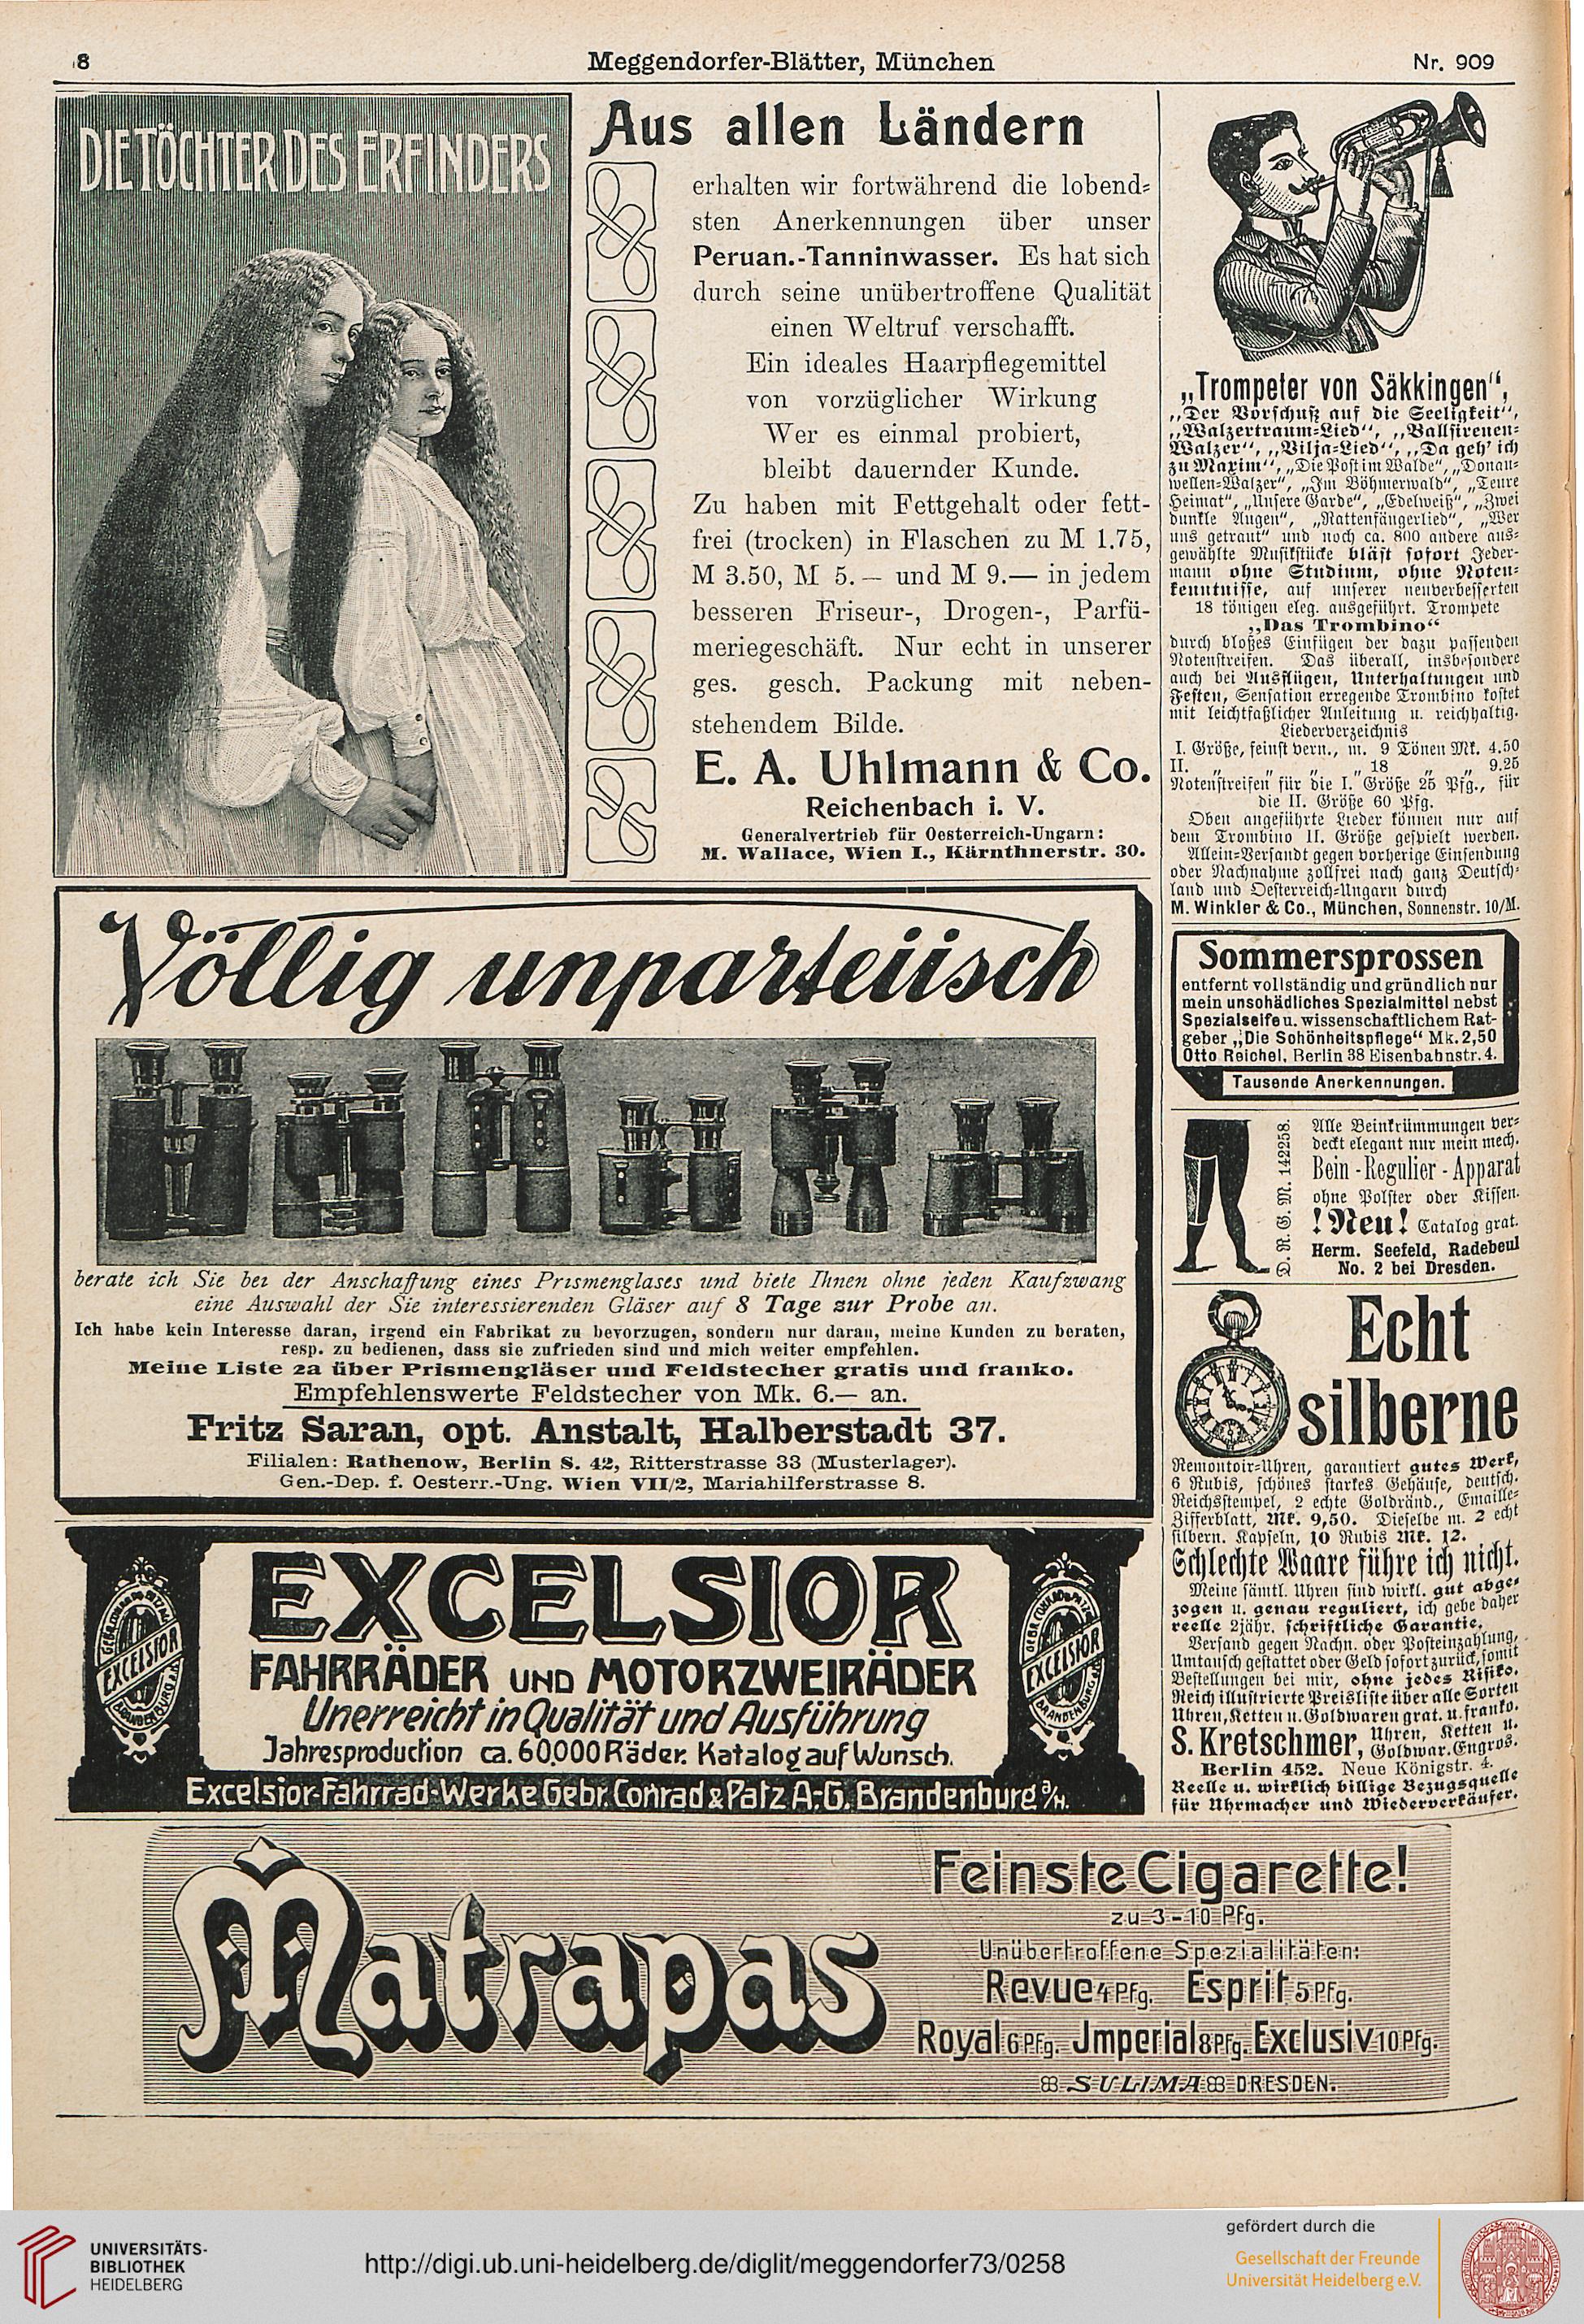 8
Meggendorfer-Blätter, München
Nr. 909
DIE TÖCHTER DES ERFINDERS
Aus allen Ländern
erhalten wir fortwährend die lobend-
sten Anerkennungen über unser
Peruan.-Tanninwasser. Es hat sich
durch seine unübertroffene Qualität
einen Weltruf verschafft.
Ein ideales Haarpflegemittel
von vorzüglicher Wirkung
Wer es einmal probiert,
bleibt dauernder Kunde.
Zu haben mit Fettgehalt oder fett-
frei (trocken) in Flaschen zu M 1.75,
M 3.50, M 5.— und M 9.— in jedem
besseren Friseur-, Drogen-, Parfü-
meriegeschäft. Nur echt in unserer
ges. gesch. Packung mit neben-
stehendem Bilde.
E. A. Uhlmann & Co.
Reichenbach i. V.
Generalvertrieb für Oesterreich-Ungarn:
M. Wallace, Wien I., Kärnthnerstr. 30.
Völlig unparteiisch
berate ich Sie bei der Anschaffung eines Prismenglases und biete Ihnen ohne jeden Kaufzwang
eine Auswahl der Sie interessierenden Gläser auf 8 Tage zur Probe an.
Ich habe kein Interesse daran, irgend ein Fabrikat zu bevorzugen, sondern nur daran, meine Kunden zu beraten,
resp. zu bedienen, dass sie zufrieden sind und mich weiter empfehlen.
Meine Liste 2a über Prismengläser und Feldstecher gratis und franko.
Empfehlenswerte Feldstecher von Mk. 6.— an.
Fritz Saran, opt. Anstalt, Halberstadt 37.
Filialen: Rathenow, Berlin S. 42, Ritterstrasse 33 (Musterlager).
Gen.-Dep. f. Oesterr.-Ung. Wien VII/2, Mariahilferstrasse 8.
EXCELSIOR
FAHRRÄDER UND MOTORZWEIRÄDER
Unerreicht in Qualität und Ausführung
Jahresproduction ca. 60,000 Räder. Katalog auf Wunsch.
Excelsior-Fahrrad-Werke Gebr. Conrad & Patz A.-G. Brandenburg a/H.
GEBR. CONRAD & PATZ A.G.
EXCELSIOR
BRANDENBURG a.H.
GEBR. CONRAD & PATZ
EXCELSIOR
BRANDENBURG
„Trompeter von Säkkingen“,
„Der Vorschuß auf die Seeligkeit“,
„Walzertraum-Lied“, „Ballsirenen-
Walzer“, „Vilja-Lied“, „Da geh' ich
zu Maxim“, „Die Post im Walde“, „Donau-
wellen-Walzer“, „Im Böhmerwald“, „Teure
Heimat“, „Unsere Garde“, „Edelweiß“, „Zwei
dunkle Augen“, „Rattenfängerlied“, „Wer
uns getraut“ und noch ca. 800 andere aus-
gewählte Musikstücke bläst sofort Jeder-
mann ohne Studium, ohne Noten-
kenntnisse, auf unserer neuverbesserten
18 tönigen eleg. ausgeführt. Trompete
„Das Trombino“
durch bloßes Einfügen der dazu passenden
Notenstreifen. Das überall, insbesondere
auch bei Ausflügen, Unterhaltungen und
Festen, Sensation erregende Trombino kostet
mit leichtfaßlicher Anleitung u. reichhaltig.
Liederverzeichnis
I. Größe, feinst vern., m. 9 Tönen Mk. 4.50
II. „ „ „ „ 18 „ „ 9.25
Notenstreifen für die I. Größe 25 Pfg., für
die II. Größe 60 Pfg.
Oben angeführte Lieder können nur auf
dem Trombino II. Größe gespielt werden.
Allein-Versandt gegen vorherige Einsendung
oder Nachnahme zollfrei nach ganz Deutsch-
land und Oesterreich-Ungarn durch
M. Winkler & Co., München, Sonnenstr. 10/M.
Sommersprossen
entfernt vollständig und gründlich nur
mein unschädliches Spezialmittel nebst
Spezialseife u. wissenschaftlichem Rat-
geber „Die Schönheitspflege“ Mk. 2,50
Otto Reichel, Berlin 38 Eisenbahnstr. 4.
Tausende Anerkennungen.
D. R. G. M. 142258.
Alle Beinkrümmungen ver-
deckt elegant nur mein mech.
Bein-Regulier-Apparat
ohne Polster oder Kissen.
! Neu! Catalog grat.
Herm. Seefeld, Radebeul
No. 2 bei Dresden.
Echt
silberne
Remontoir-Uhren, garantiert gutes Werk,
6 Rubis, schönes starkes Gehäuse, deutsch.
Reichsstempel, 2 echte Goldränd., Emaille-
Zifferblatt, Mk. 9,50. Dieselbe m. 2 echt
silbern. Kapseln, 10 Rubis Mk. 12.
Schlechte Waare führe ich nicht.
Meine sämtl. Uhren sind wirkl. gut abge-
zogen u. genau reguliert, ich gebe daher
reelle 2jähr. schriftliche Garantie.
Versand gegen Nachn. oder Posteinzahlung,
Umtausch gestattet oder Geld sofort zurück, somit
Bestellungen bei mir, ohne jedes Risiko.
Reich illustrierte Preisliste über alle Sorten
Uhren, Ketten u. Goldwaren grat. u. franko.
S. Kretschmer, Uhren, Ketten u.
Goldwar. Engros.
Berlin 452. Neue Königstr. 4.
Reelle u. wirklich billige Bezugsquelle
für Uhrmacher und Wiederverkäufer.
Matrapas
Feinste Cigarette!
zu 3-10 Pfg.
Unübertroffene Spezialitäten:
Revue 4 Pfg. Esprit 5 Pfg.
Royal 6 Pfg. Jmperial 8 Pfg. Exclusiv 10 Pfg.
SULIMA DRESDEN.
UNIVERSITÄTS-
BIBLIOTHEK
HEIDELBERG
http://digi.ub.uni-heidelberg.de/diglit/meggendorfer73/0258
gefördert durch die
Gesellschaft der Freunde
Universität Heidelberg e.V.